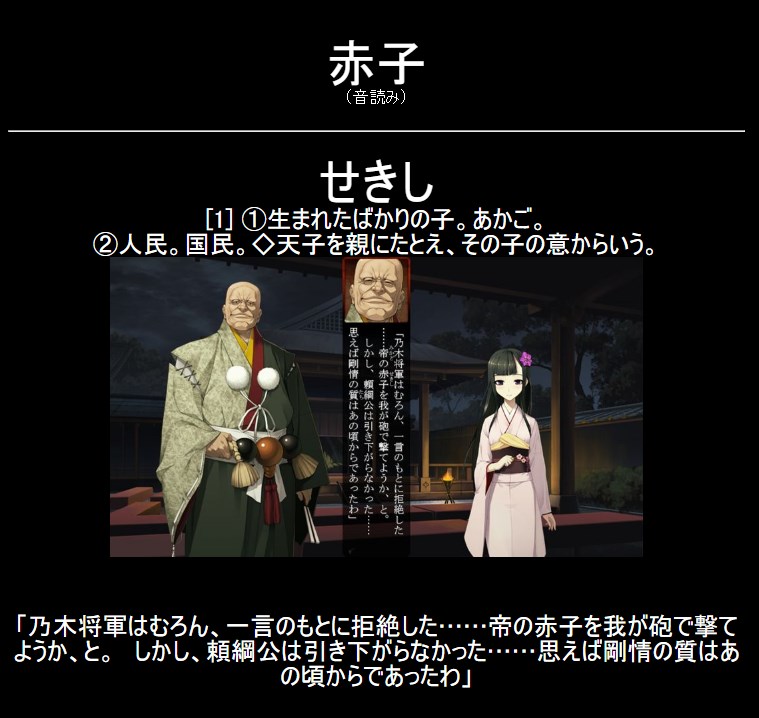 赤子
(音読み)
せきし
[1] ①生まれたばかりの子。あかご。
②人民。国民。◇天子を親にたとえ、その子の意からいう。
「乃木将軍はむろん、一言のもとに拒絶した
……帝の赤子を我が砲で撃てようか、と。
しかし、頼綱公は引き下がらなかった……
思えば剛情の質はあの頃からであったわ」
「乃木将軍はむろん、一言のもとに拒絶した……帝の赤子を我が砲で撃て
ようか、と。 しかし、頼綱公は引き下がらなかった……思えば剛情の質はあ
の頃からであったわ」